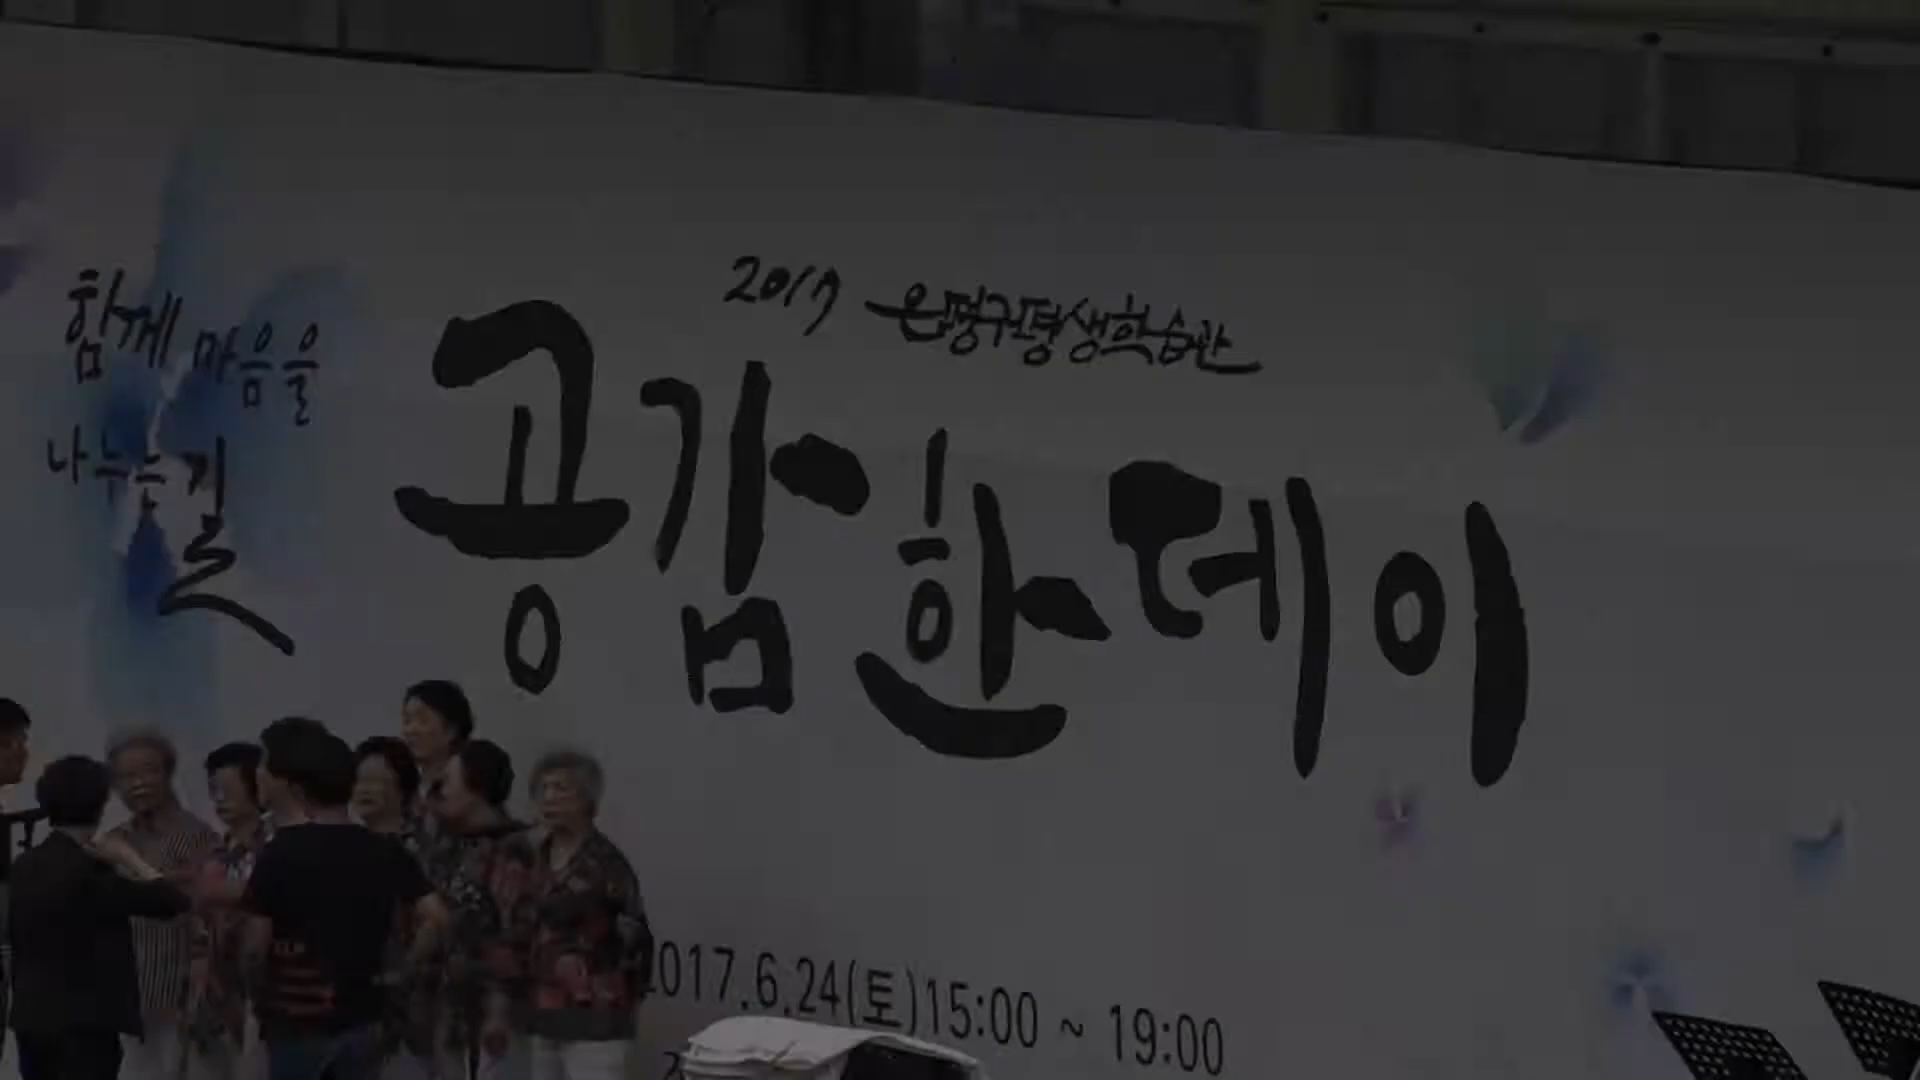 함께 마음을
나누는 길
2017 은평구평생학습관
공감한데이
2017.6.24(토)15:00 ~ 19:00